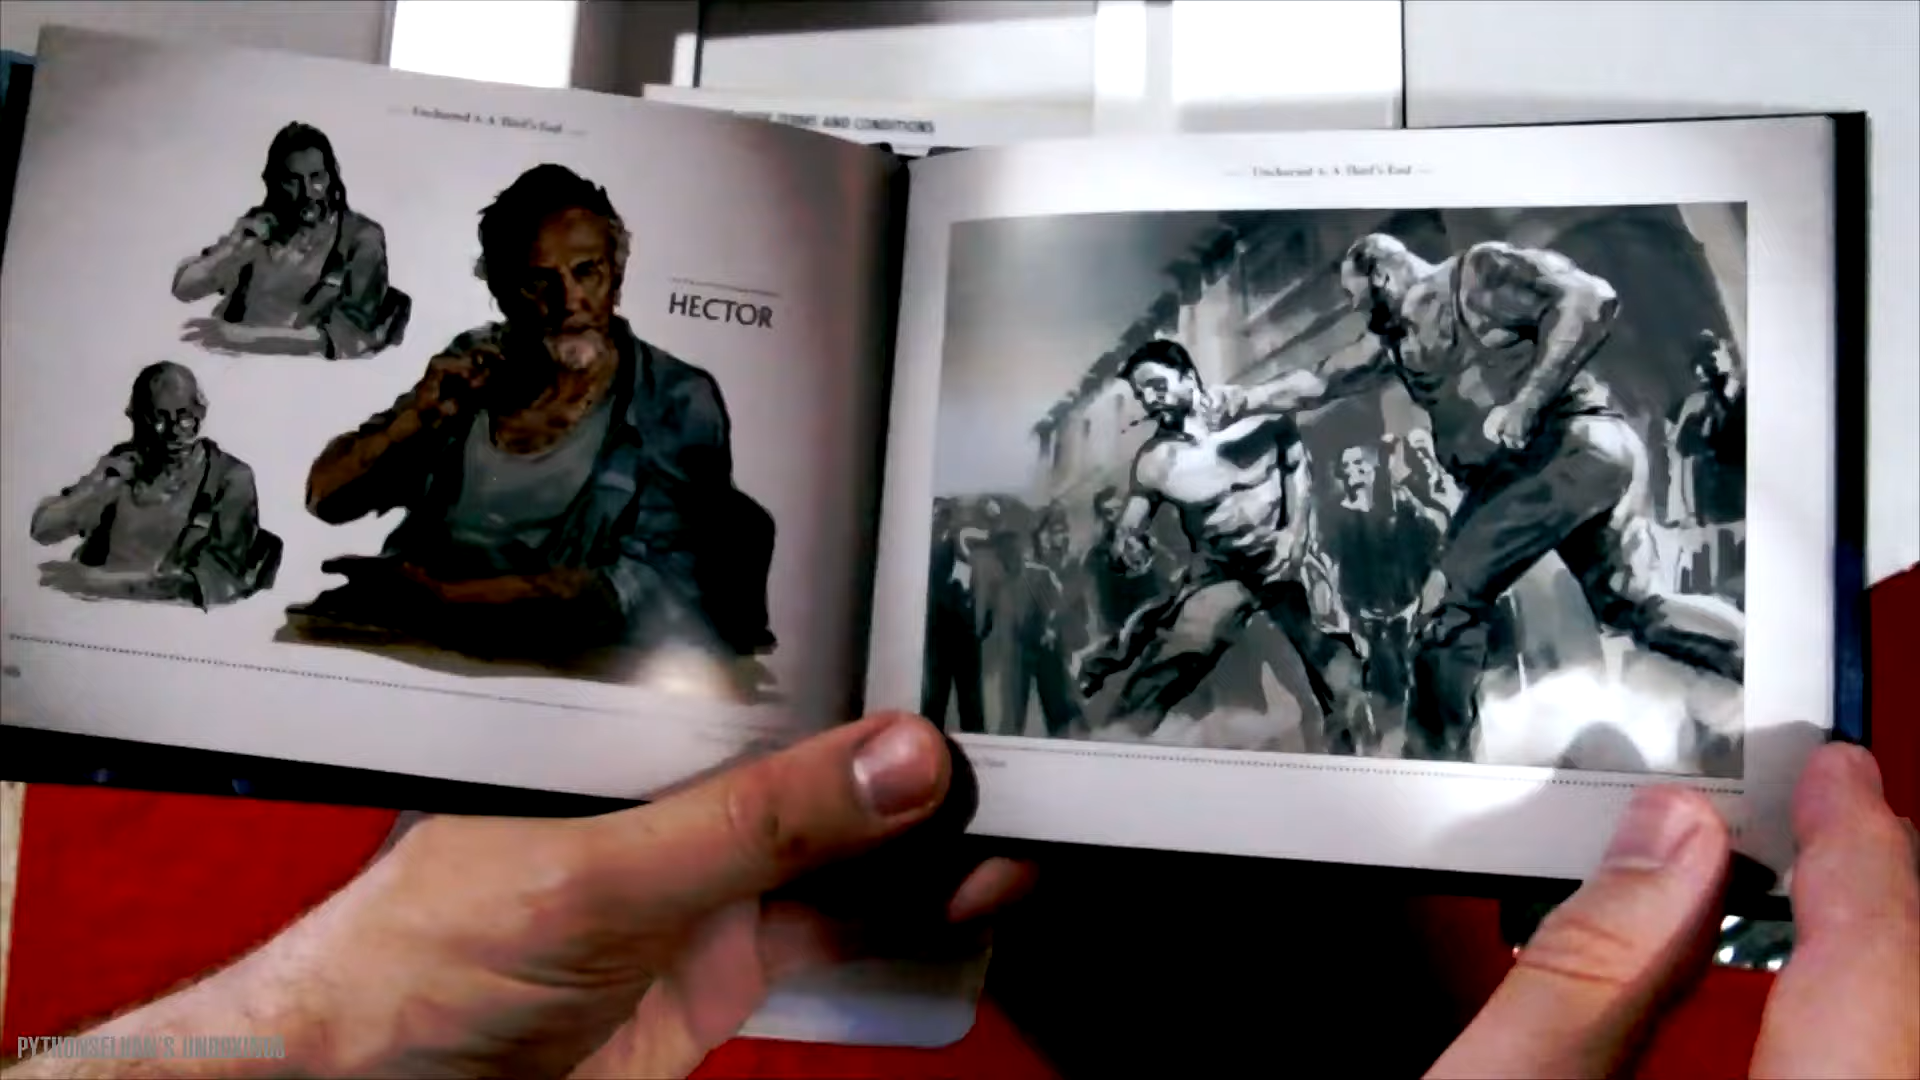 Uncharted 4: A Thief's End
HECTOR
TERMS AND CONDITIONS
Uncharted 4: A Thief's End
PYTHONSELKAN'S UNBOXINGS